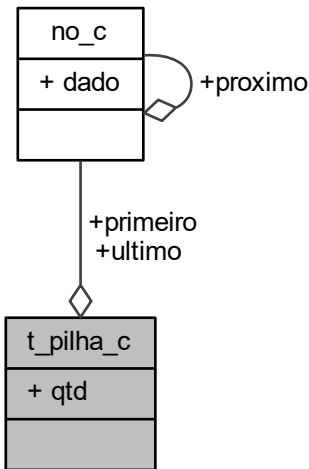 no_c
+ dado
+proximo
+primeiro
+ultimo
t_pilha_c
+ qtd